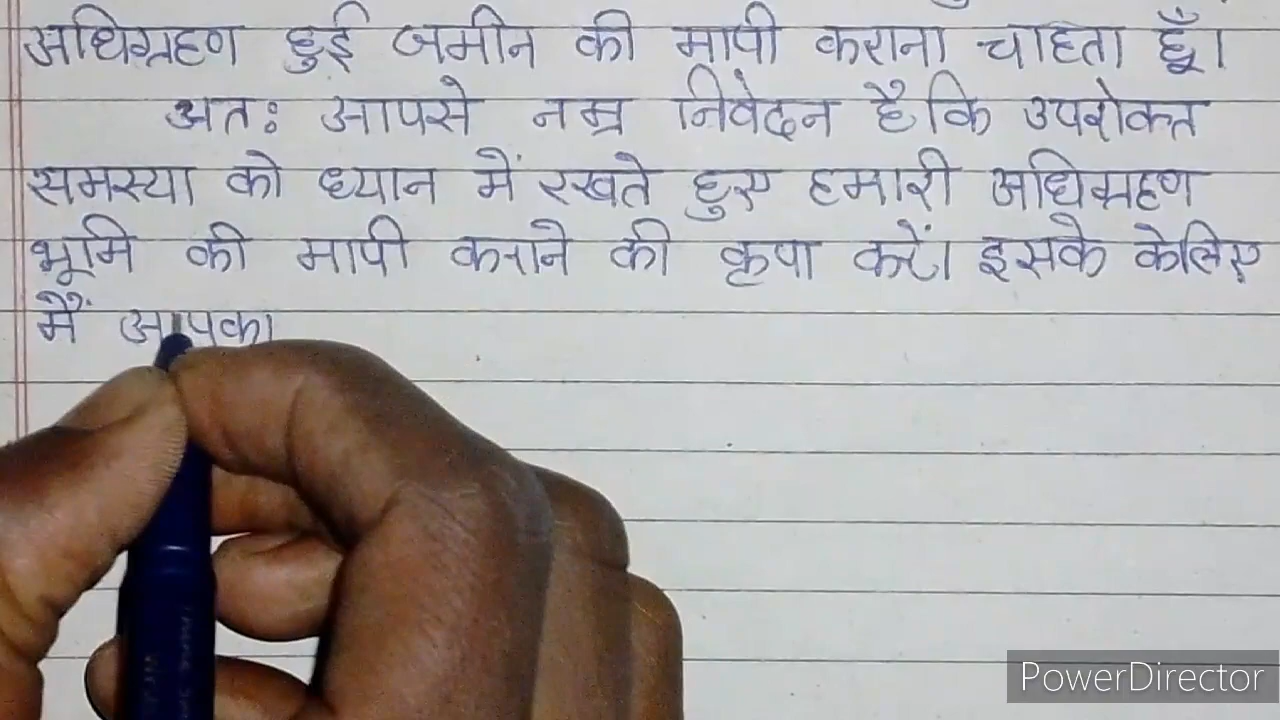 अधिग्रहण हुई जमीन की मापी कराना चाहता हूँ।
अतः आपसे नम्र निवेदन है कि उपरोक्त
समस्या को ध्यान में रखते हुए हमारी अधिग्रहण
भूमि की मापी कराने की कृपा करें। इसके केलिए
मैं आपका
PowerDirector